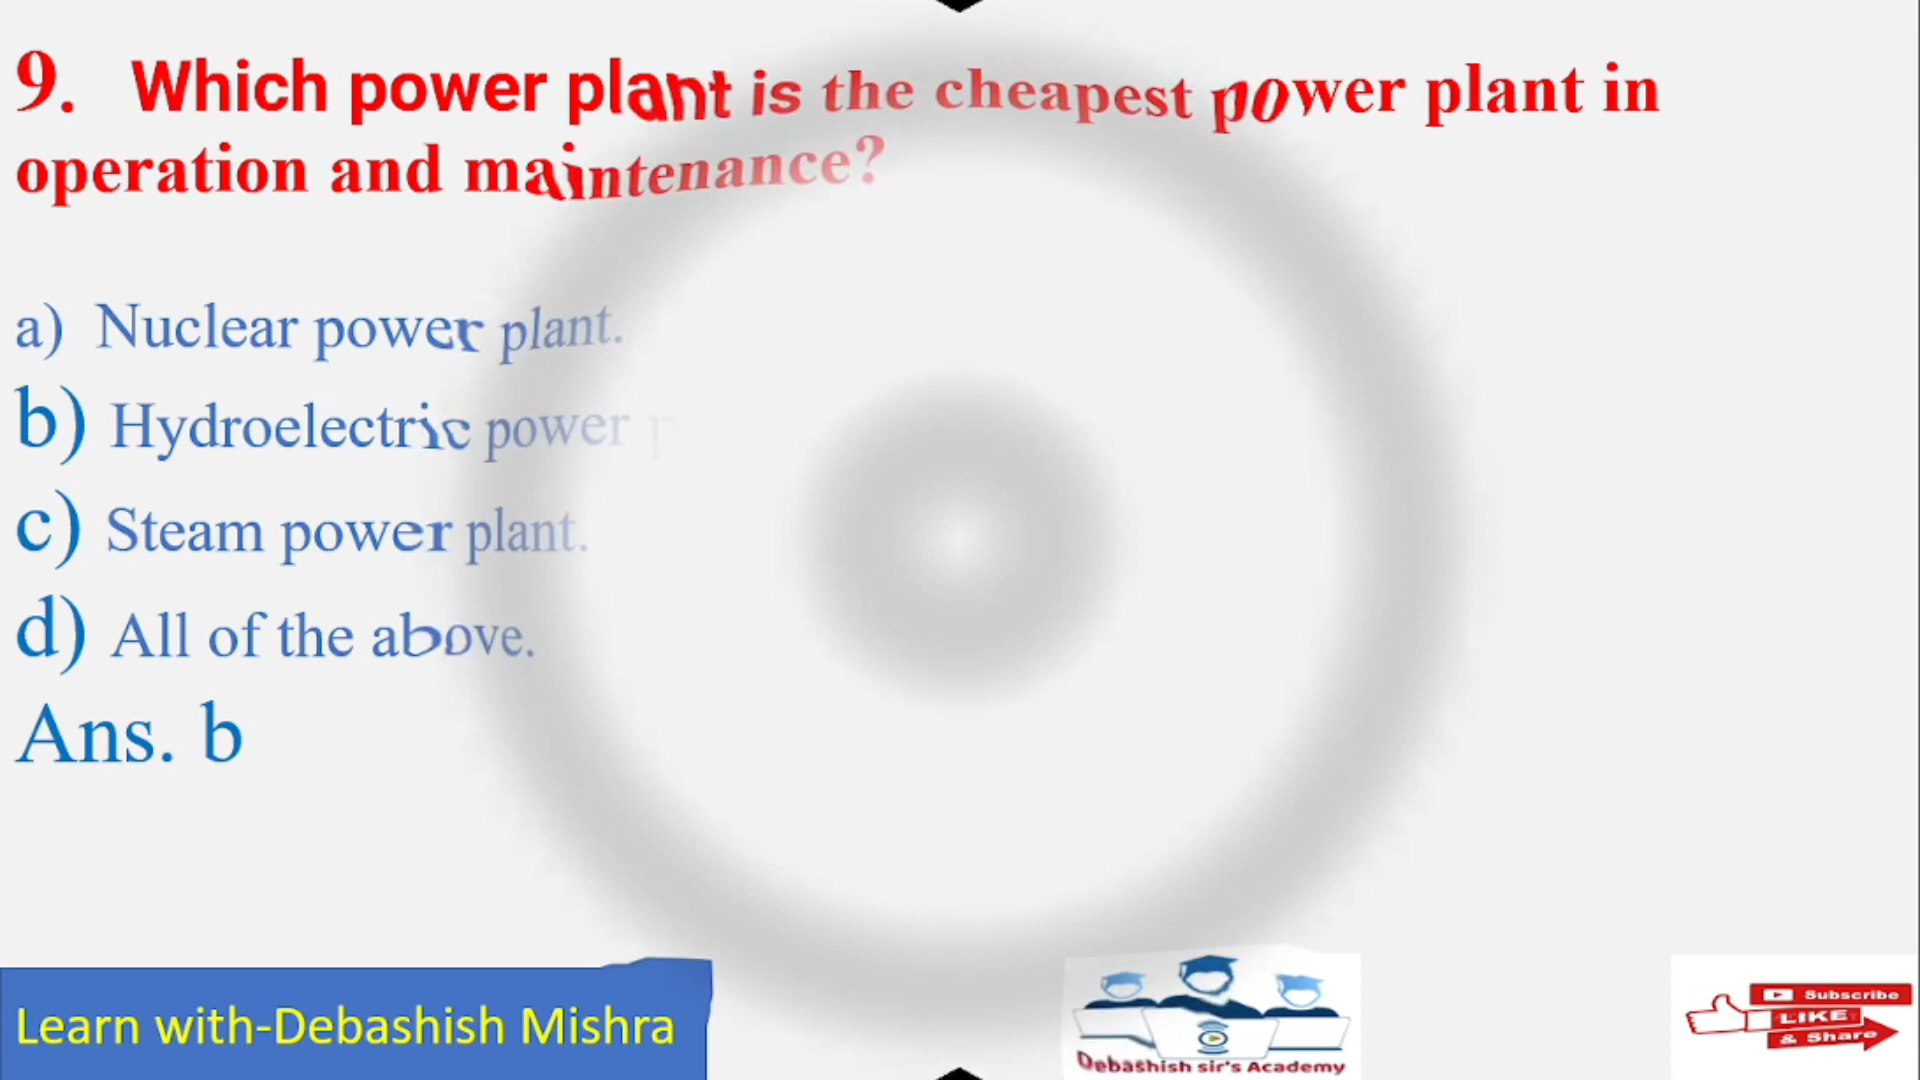 9. Which power plant is the cheapest power plant in
operation and maintenance?
a) Nuclear power plant.
b) Hydroelectric power
c) Steam power plant.
d) All of the above.
Ans. b
Learn with-Debashish Mishra
Debashish sir's Academy
Subscribe
LIKE
& Share